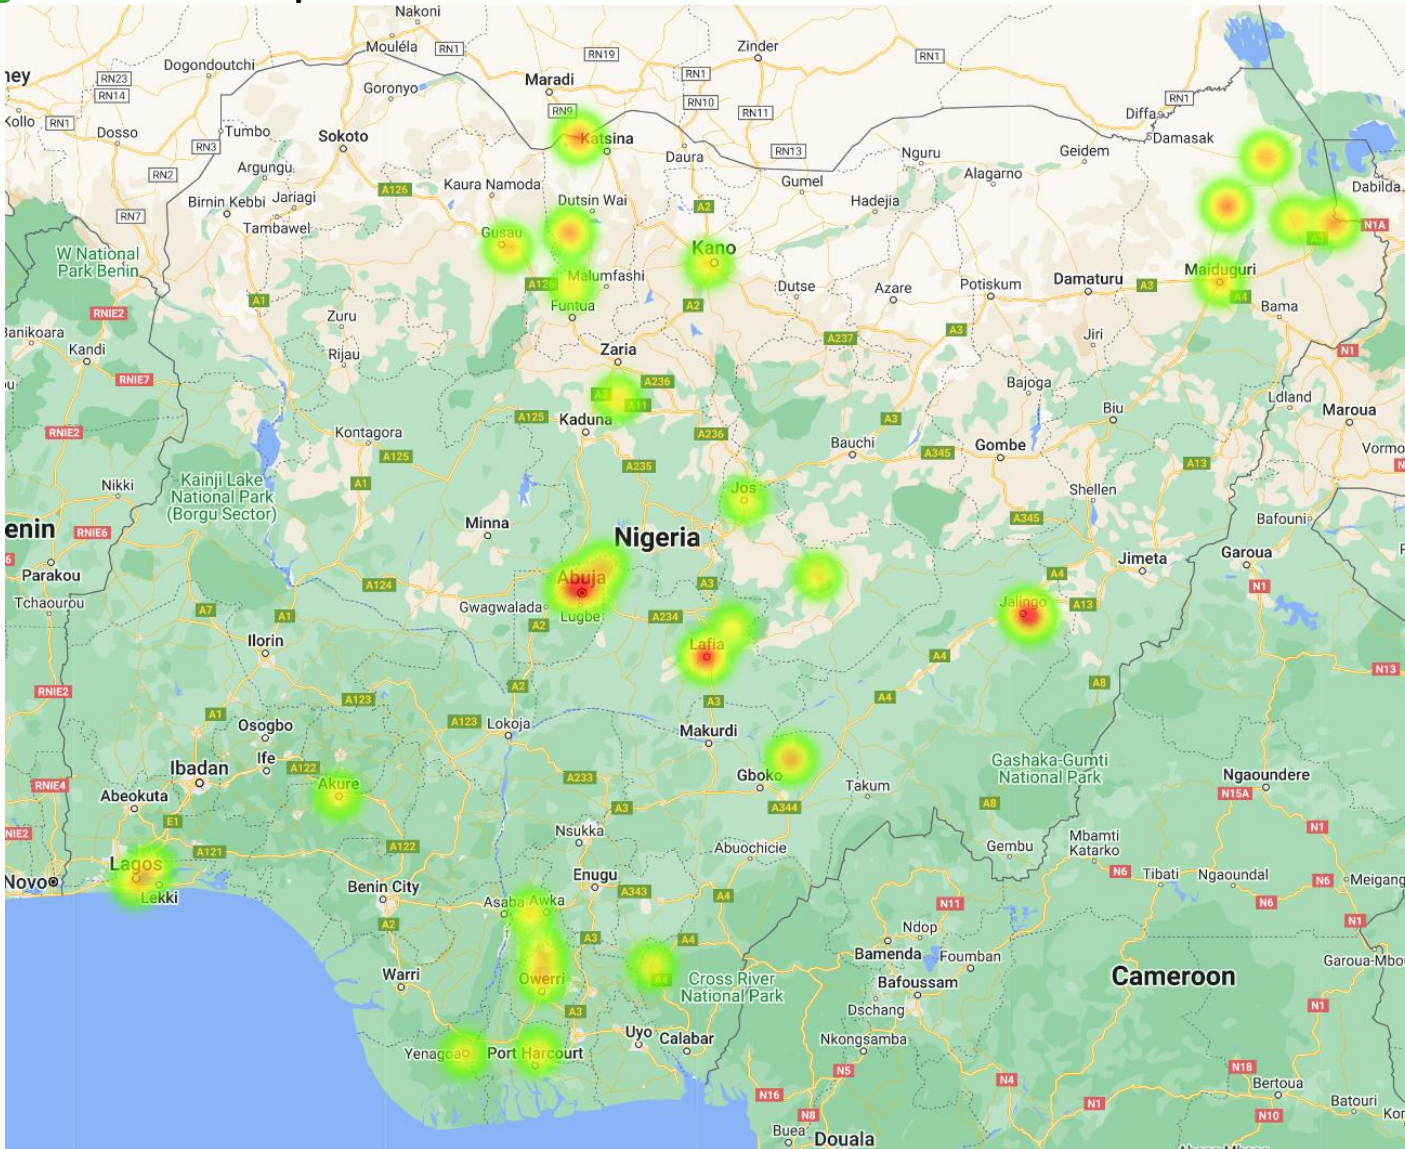 Nakoni
Mouléla
RN1
RN19
Zinder
RN1
Dogondoutchi
ney
RN23
RN14
Maradi
RN1
Goronyo
RN9
RN10
RN11
RN1
Kollo
RN1
Dosso
Tumbo
RN3
Sokoto
Katsina
Diffa
Damasak
Daura
RN13
Nguru
Geidem
Argungu
RN2
Kaura Namoda
A126
Gumel
Alagarno
Dabilda
Birnin Kebbi
Jariagi
Dutsin Wai
A2
Hadejia
RN7
Tambawel
Gusau
N1A
A3
W National
Park Benin
Kano
Maiduguri
Malumfashi
A126
Damaturu
A3
A4
Dutse
Azare
Potiskum
A1
Funtua
A2
Bama
RNIE2
Zuru
Banikoara
Kandi
Rijau
Zaria
A237
A3
Jiri
N1
RNIE7
A236
Bajoga
A2
A11
Ldland
Maroua
A125
Kaduna
Biu
RNIE2
Kontagora
A236
A3
Bauchi
Gombe
Vormo
A125
A235
A345
A13
Nikki
Kainji Lake
National Park
(Borgu Sector)
A1
Jos
Shellen
Minna
A345
Bafouni
enin
RNIE6
Nigeria
Garoua
Jimeta
Parakou
Abuja
A124
A3
A4
N1
Tchaourou
A7
A1
Gwagwalada
Lugbe
A234
Jalingo
A13
A2
Ilorin
Lafia
A4
N13
RNIE2
A2
A8
A123
A3
A4
A1
Osogbo
A123
Lokoja
Makurdi
Ife
Ibadan
A122
Gashaka-Gumti
National Park
RNIE4
Akure
A233
Gboko
Takum
Ngaoundere
N15A
Abeokuta
A3
A344
A8
E1
NIE2
Nsukka
N1
A122
Mbamti
Katarko
Lagos
A121
Abuochicie
Gembu
N6
Tibati
Ngaoundal
Novo
Benin City
Enugu
N6
Meigang
Lekki
A343
A4
N11
N6
Asaba
Awka
A2
N1
Ndop
A3
A4
Bamenda
Foumban
Garoua-Bou
Warri
Owerri
A4
Cross River
National Park
Bafoussam
Cameroon
A3
Dschang
N1
Uyo
Calabar
Nkongsamba
Yenagoa
Port Harcourt
N5
N18
N4
Bertoua
N16
N1
Batouri
N8
N10
Buea
Douala